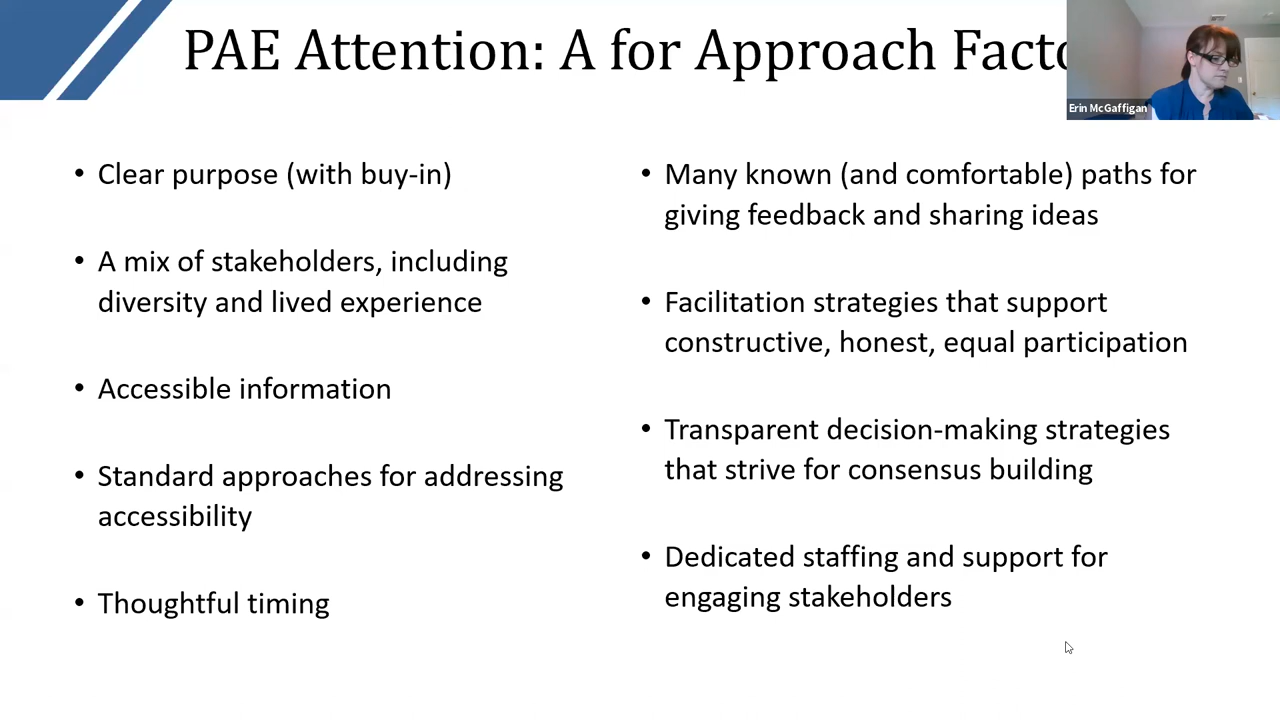 PAE Attention: A for Approach
Erin McGaffigan
• Clear purpose (with buy-in)
• A mix of stakeholders, including
diversity and lived experience
• Accessible information
• Standard approaches for addressing
accessibility
• Thoughtful timing
• Many known (and comfortable) paths for
giving feedback and sharing ideas
• Facilitation strategies that support
constructive, honest, equal participation
• Transparent decision-making strategies
that strive for consensus building
• Dedicated staffing and support for
engaging stakeholders